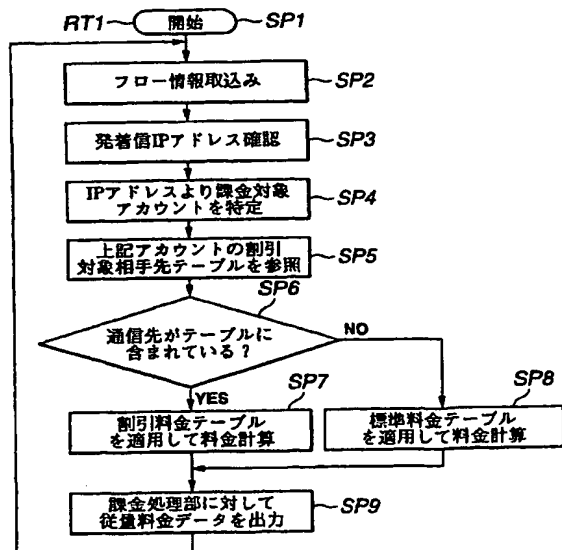 RT1
開始
SP1
フロー情報取込み
SP2
発着信IPアドレス確認
SP3
IPアドレスより課金対象
アカウントを特定
SP4
上記アカウントの割引
対象相手先テーブルを参照
SP5
SP6
通信先がテーブルに
含まれている?
NO
YES
SP7
割引料金テーブル
を適用して料金計算
SP8
標準料金テーブル
を適用して料金計算
課金処理部に対して
従量料金データを出力
SP9